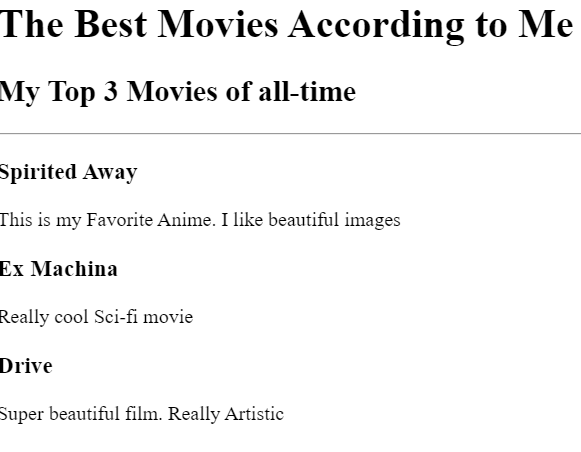 The Best Movies According to Me
My Top 3 Movies of all-time
Spirited Away
This is my Favorite Anime. I like beautiful images
Ex Machina
Really cool Sci-fi movie
Drive
Super beautiful film. Really Artistic